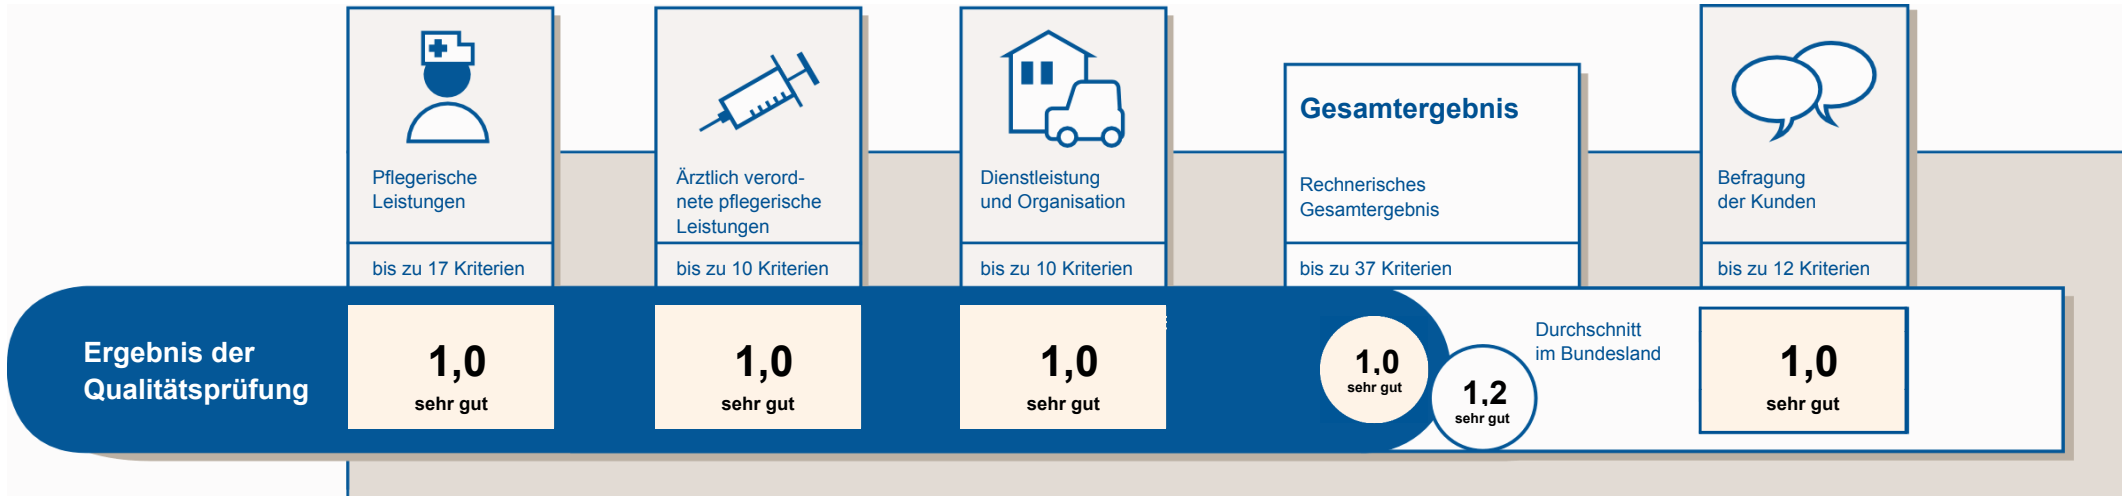 Pflegerische
Leistungen
bis zu 17 Kriterien
Ärztlich verord-
nete pflegerische
Leistungen
bis zu 10 Kriterien
Dienstleistung
und Organisation
bis zu 10 Kriterien
Gesamtergebnis
Rechnerisches
Gesamtergebnis
bis zu 37 Kriterien
Befragung
der Kunden
bis zu 12 Kriterien
Ergebnis der
Qualitätsprüfung
1,0
sehr gut
1,0
sehr gut
1,0
sehr gut
1,0
sehr gut
1,2
sehr gut
Durchschnitt
im Bundesland
1,0
sehr gut